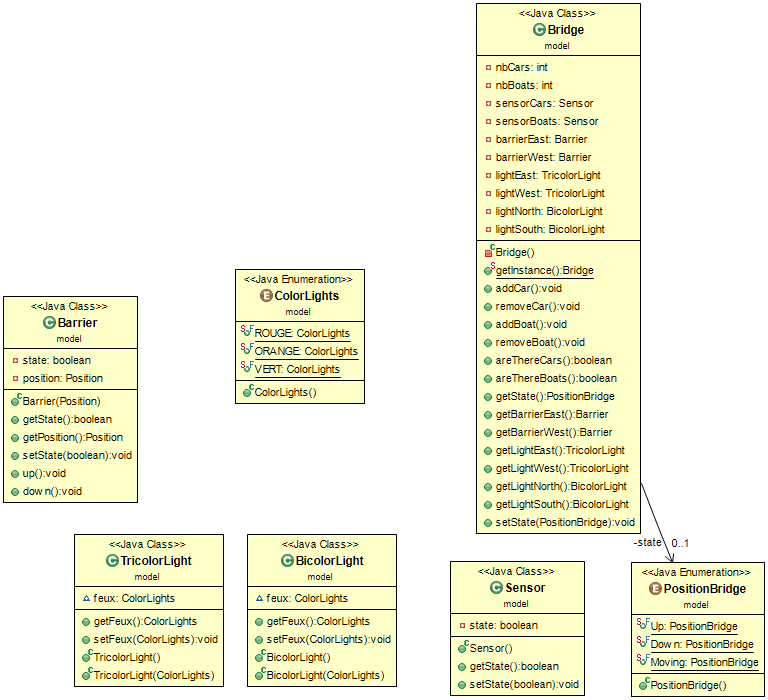 <<Java Class>>
Bridge
model
nbCars: int
nbBoats: int
sensorCars: Sensor
sensorBoats: Sensor
barrierEast: Barrier
barrierWest: Barrier
lightEast: TricolorLight
lightWest: TricolorLight
lightNorth: BicolorLight
lightSouth: BicolorLight
Bridge()
getInstance():Bridge
addCar():void
removeCar():void
addBoat():void
removeBoat():void
areThereCars():boolean
areThereBoats():boolean
getState():PositionBridge
getBarrierEast():Barrier
getBarrierWest():Barrier
getLightEast():TricolorLight
getLightWest():TricolorLight
getLightNorth():BicolorLight
getLightSouth():BicolorLight
setState(PositionBridge):void
<<Java Enumeration>>
ColorLights
model
ROUGE: ColorLights
ORANGE: ColorLights
VERT: ColorLights
ColorLights()
<<Java Class>>
Barrier
model
state: boolean
position: Position
Barrier(Position)
getState():boolean
getPosition():Position
setState(boolean):void
up():void
down():void
<<Java Class>>
TricolorLight
model
feux: ColorLights
getFeux():ColorLights
setFeux(ColorLights):void
TricolorLight()
TricolorLight(ColorLights)
<<Java Class>>
BicolorLight
model
feux: ColorLights
getFeux():ColorLights
setFeux(ColorLights):void
BicolorLight()
BicolorLight(ColorLights)
<<Java Class>>
Sensor
model
state: boolean
Sensor()
getState():boolean
setState(boolean):void
-state 0..1
<<Java Enumeration>>
PositionBridge
model
Up: PositionBridge
Down: PositionBridge
Moving: PositionBridge
PositionBridge()